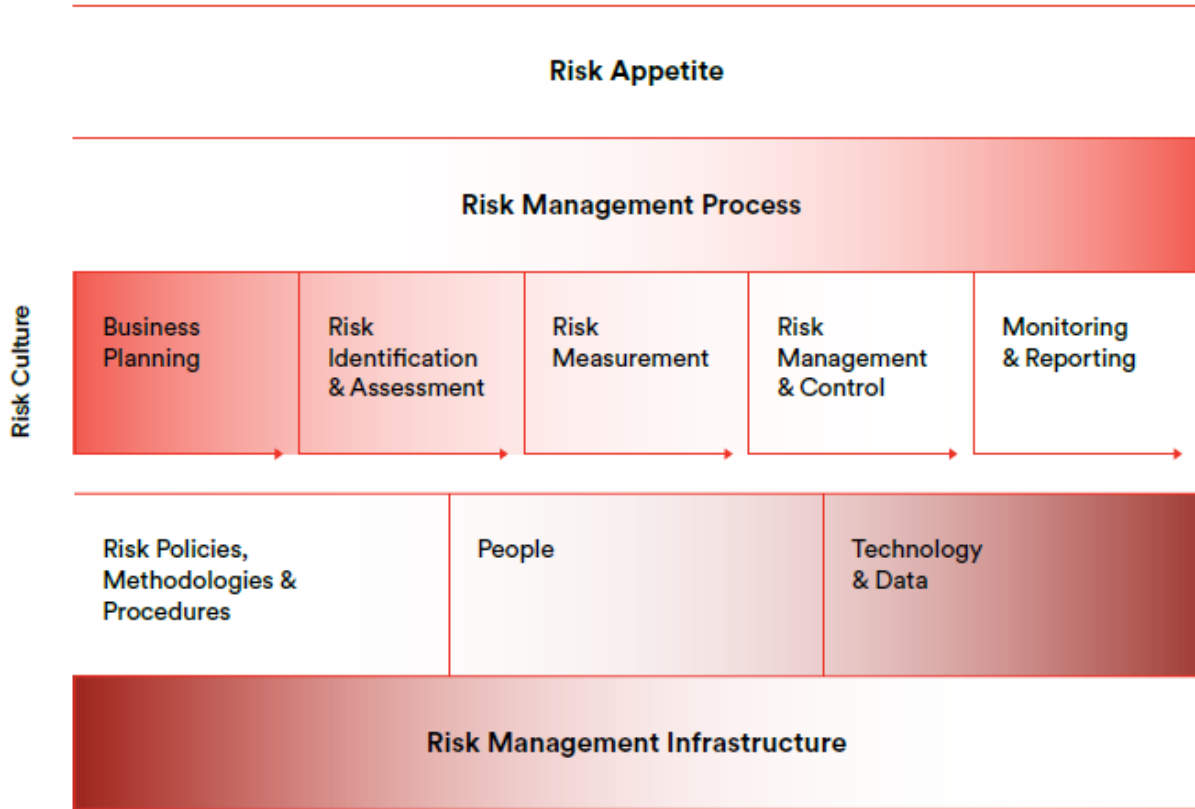 Risk Appetite
Risk Management Process
Risk Culture
Business
Planning
Risk
Identification
& Assessment
Risk
Measurement
Risk
Management
& Control
Monitoring
& Reporting
Risk Policies,
Methodologies &
Procedures
People
Technology
& Data
Risk Management Infrastructure